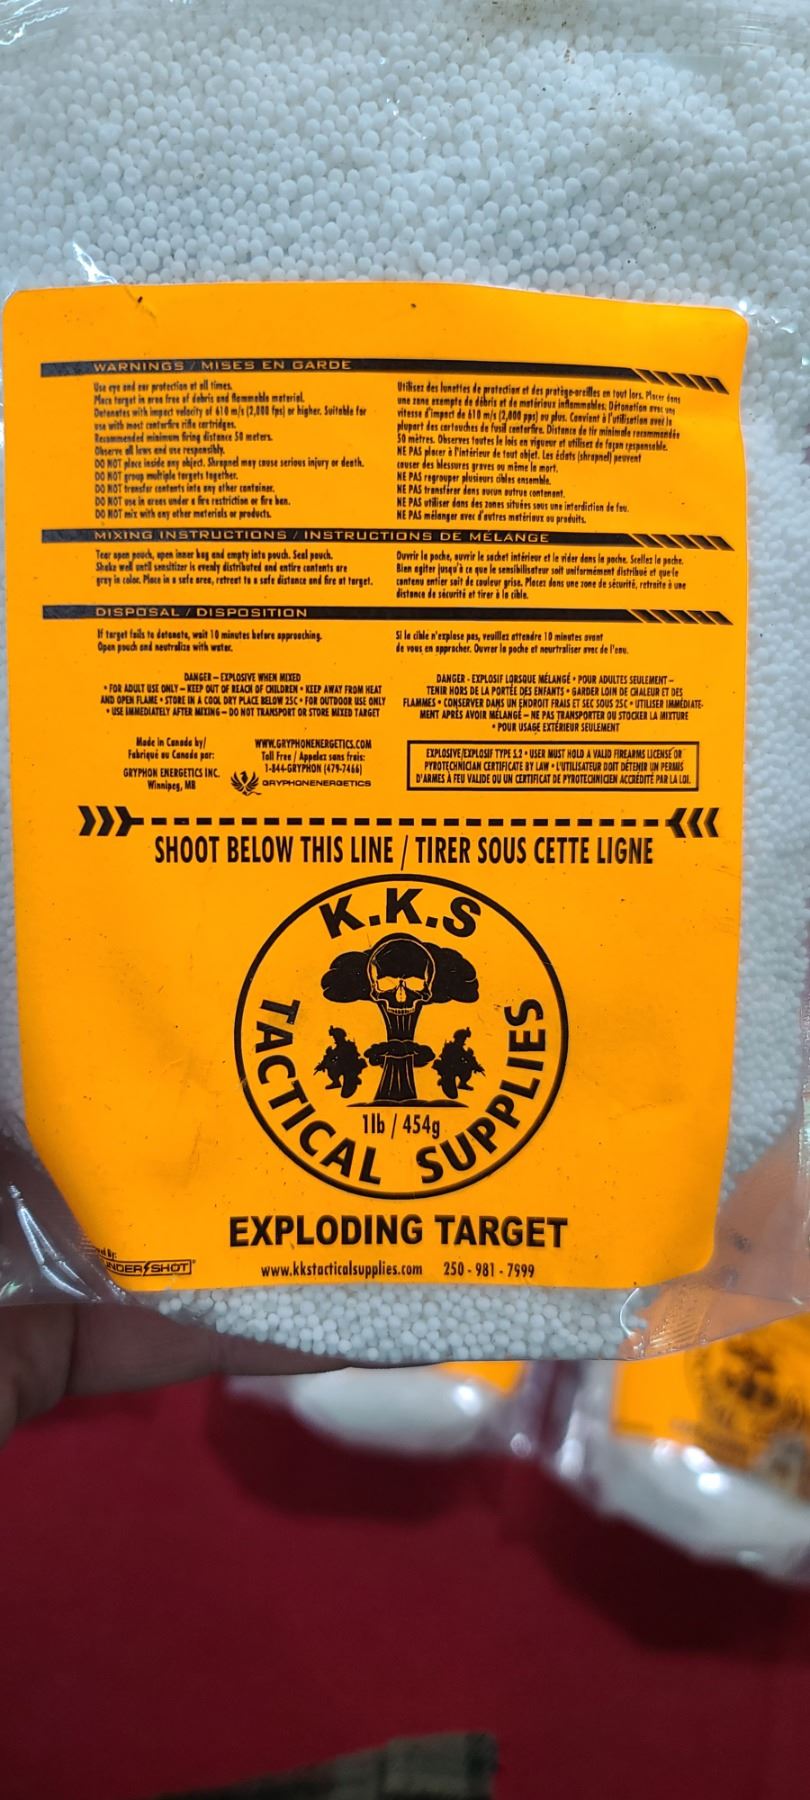 WARNINGS / MISES EN GARDE
Use eye and ear protection at all times.
Place target in area free of debris and flammable material.
Detonates with impact velocity of 610 m/s (2,000 fps) or higher. Suitable for
use with most centerfire rifle cartridges.
Recommended minimum firing distance 50 meters.
Observe all laws and use responsibly.
DO NOT place inside any object. Shrapnel may cause serious injury or death.
DO NOT group multiple targets together.
DO NOT transfer contents into any other container.
DO NOT use in areas under a fire restriction or fire ban.
DO NOT mix with any other materials or products.
Utilisez des lunettes de protection et des protège-oreilles en tout lors. Placer dans
une zone exempte de débris et de matériaux inflammables. Détonation avec une
vitesse d'impact de 610 m/s (2,000 pps) ou plus. Convient à l'utilisation avec la
plupart des cartouches de fusil centerfire. Distance de tir minimale recommandée
50 mètres. Observes toutes le lois en vigueur et utilisez de façon responsable.
NE PAS placer à l'intérieur de tout objet. Les éclats (shrapnel) peuvent
causer des blessures graves ou même la mort.
NE PAS regrouper plusieurs cibles ensemble.
NE PAS transférer dans aucun autrue contenant.
NE PAS utiliser dans des zones situées sous une interdiction de feu.
NE PAS mélanger avec d'autres matériaux ou produits.
MIXING INSTRUCTIONS / INSTRUCTIONS DE MÉLANGE
Tear open pouch, open inner bag and empty into pouch. Seal pouch.
Shake well until sensitizer is evenly distributed and entire contents are
gray in color. Place in a safe area, retreat to a safe distance and fire at target.
Ouvrir la poche, ouvrir le sachet intérieur et le vider dans la poche. Scellez la poche.
Bien agiter jusqu'à ce que le sensibilisateur soit uniformément distribué et que le
contenu entier soit de couleur grise. Placez dans une zone de sécurité, retraite à une
distance de sécurité et tirer à la cible.
DISPOSAL / DISPOSITION
If target fails to detonate, wait 10 minutes before approaching.
Open pouch and neutralize with water.
Si la cible n'explose pas, veuillez attendre 10 minutes avant
de vous en approcher. Ouvrer la poche et neurtraliser avec de l'eau.
DANGER – EXPLOSIVE WHEN MIXED
• FOR ADULT USE ONLY – KEEP OUT OF REACH OF CHILDREN • KEEP AWAY FROM HEAT
AND OPEN FLAME • STORE IN A COOL DRY PLACE BELOW 25C • FOR OUTDOOR USE ONLY
• USE IMMEDIATELY AFTER MIXING – DO NOT TRANSPORT OR STORE MIXED TARGET
DANGER - EXPLOSIF LORSQUE MÉLANGÉ • POUR ADULTES SEULEMENT –
TENIR HORS DE LA PORTÉE DES ENFANTS • GARDER LOIN DE CHALEUR ET DES
FLAMMES • CONSERVER DANS UN ENDROIT FRAIS ET SEC SOUS 25C • UTILISER IMMÉDIATE-
MENT APRÈS AVOIR MÉLANGÉ – NE PAS TRANSPORTER OU STOCKER LA MIXTURE
• POUR USAGE EXTÉRIEUR SEULEMENT
Made in Canada by/
Fabriqué au Canada par:
GRYPHON ENERGETICS INC.
Winnipeg, MB
WWW.GRYPHONENERGETICS.COM
Toll Free / Appelez sans frais:
1-844-GRYPHON (479-7466)
GRYPHONENERGETICS
EXPLOSIVE/EXPLOSIF TYPE S.2 • USER MUST HOLD A VALID FIREARMS LICENSE OR
PYROTECHNICIAN CERTIFICATE BY LAW • L'UTILISATEUR DOIT DÉTENIR UN PERMIS
D'ARMES À FEU VALIDE OU UN CERTIFICAT DE PYROTECHNICIEN ACCRÉDITÉ PAR LA LOI.
SHOOT BELOW THIS LINE / TIRER SOUS CETTE LIGNE
K.K.S
TACTICAL SUPPLIES
1lb / 454g
EXPLODING TARGET
By:
NDERSHOT
www.kkstacticalsupplies.com 250 - 981 - 7999